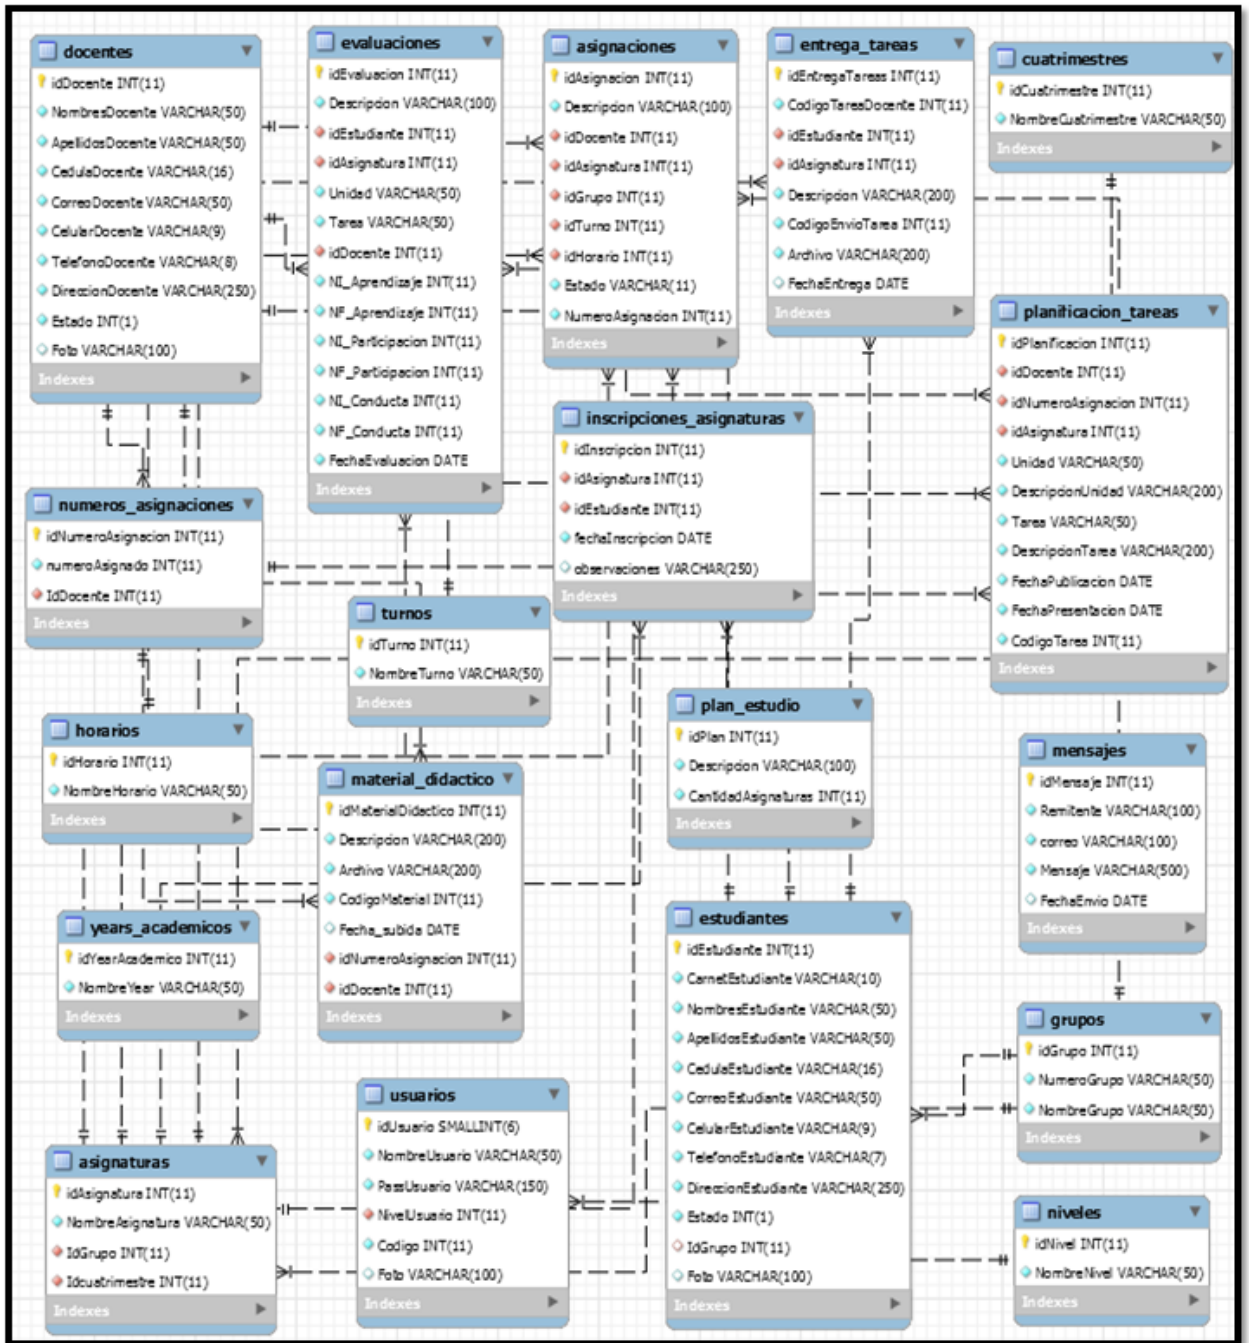 docentes
idDocente INT(11)
NombresDocente VARCHAR(50)
ApellidosDocente VARCHAR(50)
CedulaDocente VARCHAR(16)
CorreoDocente VARCHAR(50)
CelularDocente VARCHAR(9)
TelefonoDocente VARCHAR(8)
DireccionDocente VARCHAR(250)
Estado INT(1)
Foto VARCHAR(100)
Indexes
evaluaciones
idEvaluacion INT(11)
Descripcion VARCHAR(100)
idEstudiante INT(11)
idAsignatura INT(11)
Unidad VARCHAR(50)
Tarea VARCHAR(50)
idDocente INT(11)
NI_Aprendizaje INT(11)
NF_Aprendizaje INT(11)
NI_Participacion INT(11)
NF_Participacion INT(11)
NI_Conducta INT(11)
NF_Conducta INT(11)
FechaEvaluacion DATE
Indexes
asignaciones
idAsignacion INT(11)
Descripcion VARCHAR(100)
idDocente INT(11)
idAsignatura INT(11)
idGrupo INT(11)
idTurno INT(11)
idHorario INT(11)
Estado VARCHAR(11)
NumeroAsignacion INT(11)
Indexes
entrega_tareas
idEntregaTareas INT(11)
CodigoTareaDocente INT(11)
idEstudiante INT(11)
idAsignatura INT(11)
Descripcion VARCHAR(200)
CodigoEnvioTarea INT(11)
Archivo VARCHAR(200)
FechaEntrega DATE
Indexes
cuatrimestres
idCuatrimestre INT(11)
NombreCuatrimestre VARCHAR(50)
Indexes
planificacion_tareas
idPlanificacion INT(11)
idDocente INT(11)
idNumeroAsignacion INT(11)
idAsignatura INT(11)
Unidad VARCHAR(50)
DescripcionUnidad VARCHAR(200)
Tarea VARCHAR(50)
DescripcionTarea VARCHAR(200)
FechaPublicacion DATE
FechaPresentacion DATE
CodigoTarea INT(11)
Indexes
inscripciones_asignaturas
idInscripcion INT(11)
idAsignatura INT(11)
idEstudiante INT(11)
fechaInscripcion DATE
observaciones VARCHAR(250)
Indexes
numeros_asignaciones
idNumeroAsignacion INT(11)
numeroAsignado INT(11)
IdDocente INT(11)
Indexes
turnos
idTurno INT(11)
NombreTurno VARCHAR(50)
Indexes
horarios
idHorario INT(11)
NombreHorario VARCHAR(50)
Indexes
material_didactico
idMaterialDidactico INT(11)
Descripcion VARCHAR(200)
Archivo VARCHAR(200)
CodigoMaterial INT(11)
Fecha_subida DATE
idNumeroAsignacion INT(11)
idDocente INT(11)
Indexes
plan_estudio
idPlan INT(11)
Descripcion VARCHAR(100)
CantidadAsignaturas INT(11)
Indexes
mensajes
idMensaje INT(11)
Remitente VARCHAR(100)
correo VARCHAR(100)
Mensaje VARCHAR(500)
FechaEnvio DATE
Indexes
years_academicos
idYearAcademico INT(11)
NombreYear VARCHAR(50)
Indexes
estudiantes
idEstudiante INT(11)
CarnetEstudiante VARCHAR(10)
NombresEstudiante VARCHAR(50)
ApellidosEstudiante VARCHAR(50)
CedulaEstudiante VARCHAR(16)
CorreoEstudiante VARCHAR(50)
CelularEstudiante VARCHAR(9)
TelefonoEstudiante VARCHAR(7)
DireccionEstudiante VARCHAR(250)
Estado INT(1)
IdGrupo INT(11)
Foto VARCHAR(100)
Indexes
grupos
idGrupo INT(11)
NumeroGrupo VARCHAR(50)
NombreGrupo VARCHAR(50)
Indexes
usuarios
idUsuario SMALLINT(6)
NombreUsuario VARCHAR(50)
PassUsuario VARCHAR(150)
NivelUsuario INT(11)
Codigo INT(11)
Foto VARCHAR(100)
Indexes
asignaturas
idAsignatura INT(11)
NombreAsignatura VARCHAR(50)
IdGrupo INT(11)
Idcuatrimestre INT(11)
Indexes
niveles
idNivel INT(11)
NombreNivel VARCHAR(50)
Indexes